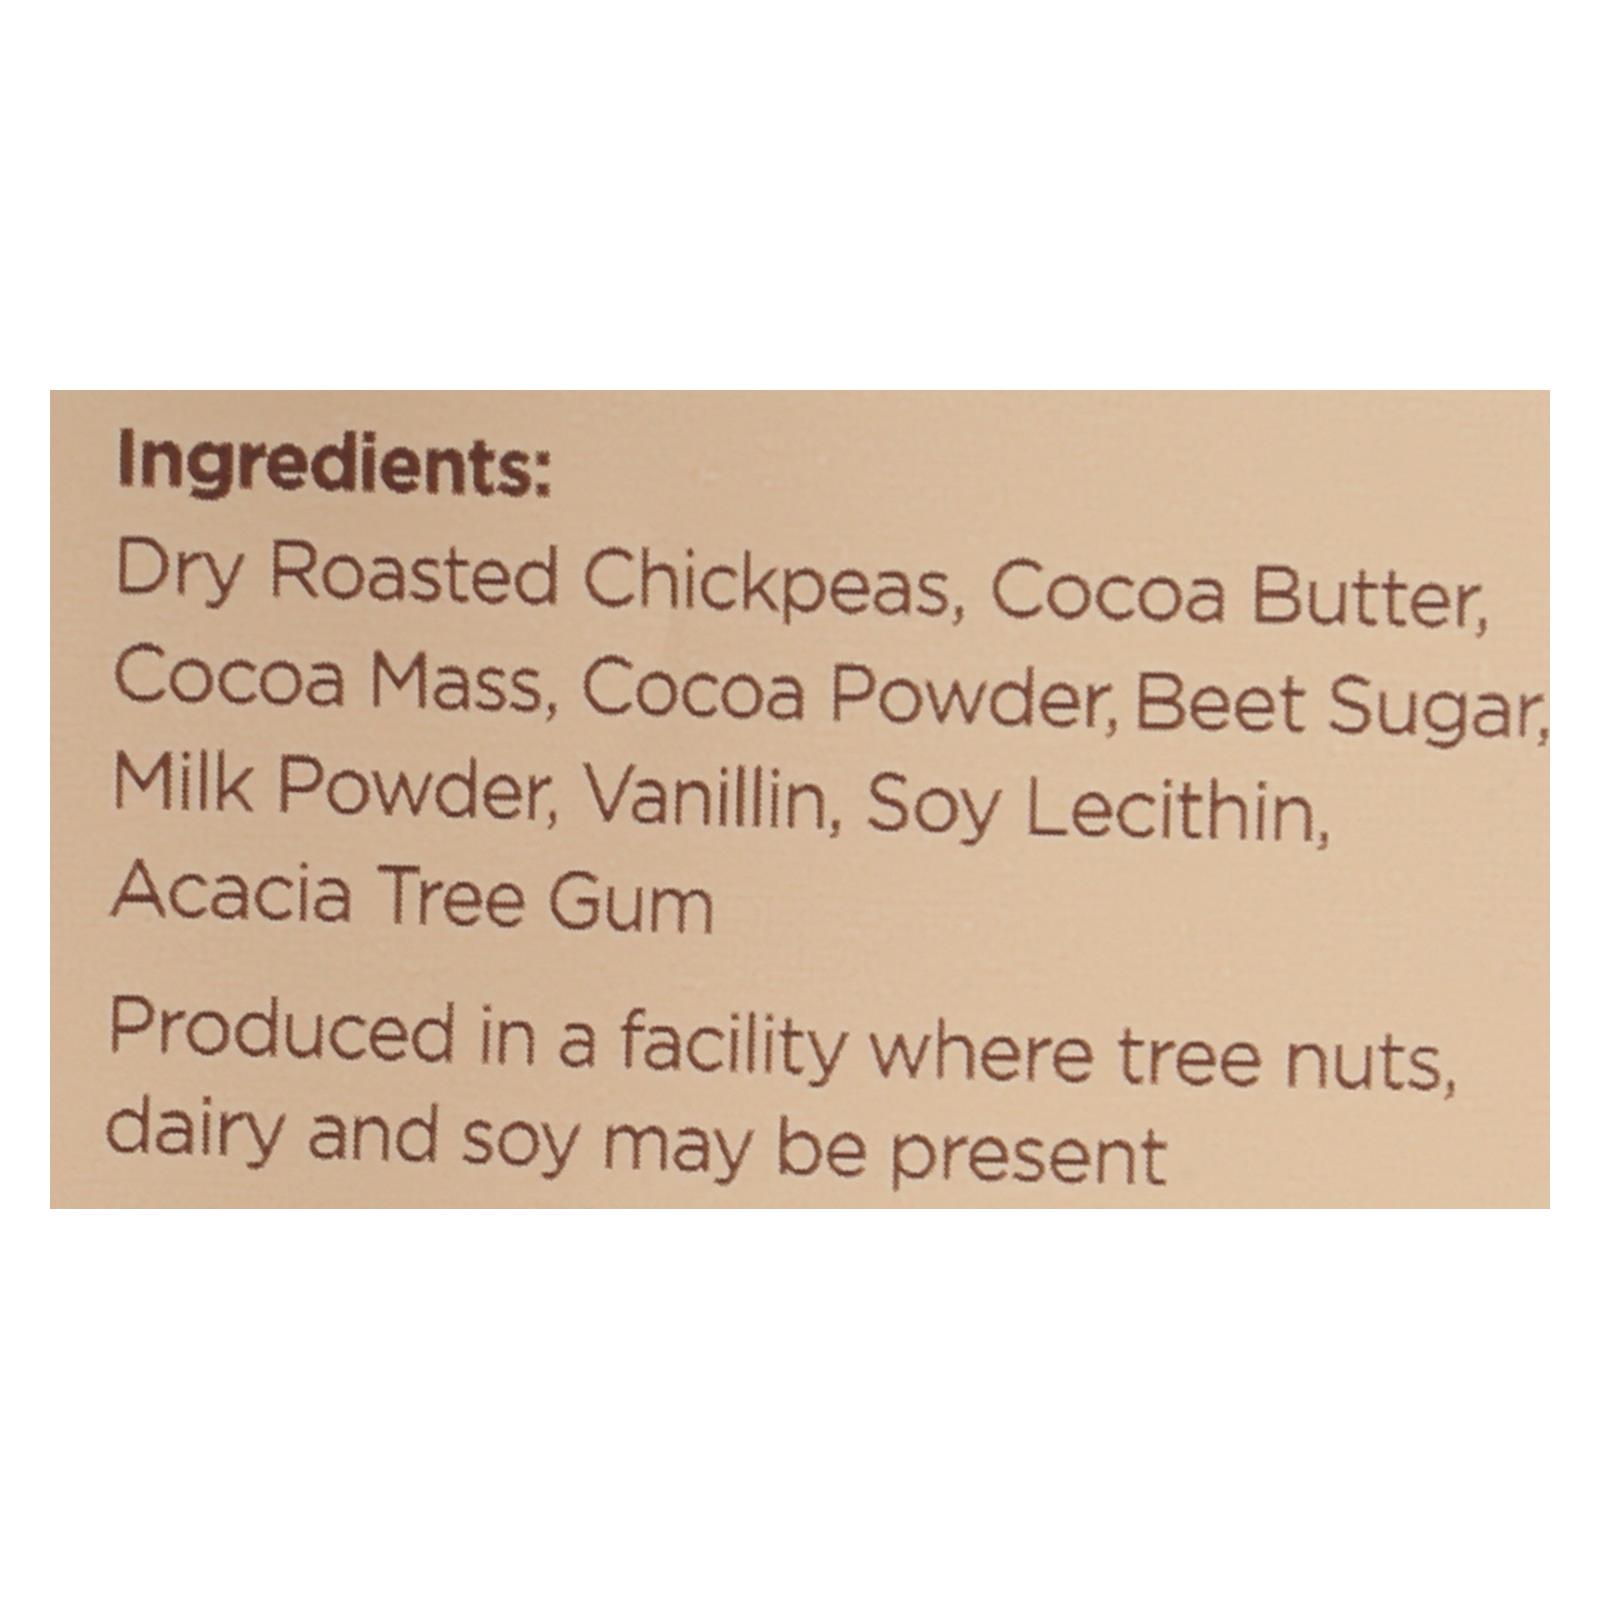 Ingredients:
Dry Roasted Chickpeas, Cocoa Butter,
Cocoa Mass, Cocoa Powder, Beet Sugar,
Milk Powder, Vanillin, Soy Lecithin,
Acacia Tree Gum
Produced in a facility where tree nuts,
dairy and soy may be present